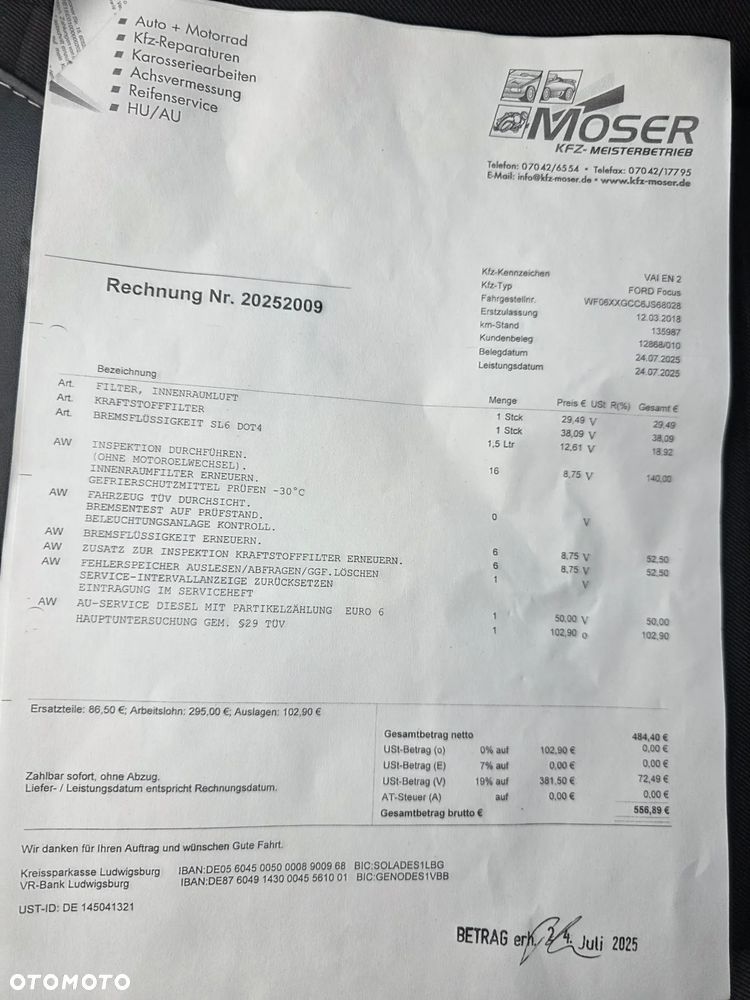 Auto + Motorrad
Kfz-Reparaturen
Karosseriearbeiten
Achsvermessung
Reifenservice
HU/AU
MOSER
KFZ-MEISTERBETRIEB
Telefon: 07042/6554 • Telefax: 07042/17795
E-Mail: info@kfz-moser.de • www.kfz-moser.de
Rechnung Nr. 20252009
Kfz-Kennzeichen VAI EN 2
Kfz-Typ FORD Focus
Fahrgestellnr. WF06XXGCC6JS68028
Erstzulassung 12.03.2018
km-Stand 135987
Kundenbeleg 12868/010
Belegdatum 24.07.2025
Leistungsdatum 24.07.2025
Bezeichnung Menge Preis € USt R(%) Gesamt €
Art. FILTER, INNENRAUMLUFT 1 Stck 29,49 V 29,49
Art. KRAFTSTOFFFILTER 1 Stck 38,09 V 38,09
Art. BREMSFLÜSSIGKEIT SL6 DOT4 1,5 Ltr 12,61 V 18,92
AW INSPEKTION DURCHFÜHREN. 16 8,75 V 140,00
(OHNE MOTOROELWECHSEL).
INNENRAUMFILTER ERNEUERN.
GEFRIERSCHUTZMITTEL PRÜFEN -30°C
AW FAHRZEUG TÜV DURCHSICHT. 0 V
BREMSENTEST AUF PRÜFSTAND.
BELEUCHTUNGSANLAGE KONTROLL.
AW BREMSFLÜSSIGKEIT ERNEUERN. 6 8,75 V 52,50
AW ZUSATZ ZUR INSPEKTION KRAFTSTOFFFILTER ERNEUERN. 6 8,75 V 52,50
AW FEHLERSPEICHER AUSLESEN/ABFRAGEN/GGF.LÖSCHEN 1 V
SERVICE-INTERVALLANZEIGE ZURÜCKSETZEN
EINTRAGUNG IM SERVICEHEFT
AW AU-SERVICE DIESEL MIT PARTIKELZÄHLUNG EURO 6 1 50,00 V 50,00
HAUPTUNTERSUCHUNG GEM. §29 TÜV 1 102,90 o 102,90
Ersatzteile: 86,50 €; Arbeitslohn: 295,00 €; Auslagen: 102,90 €
Gesamtbetrag netto 484,40 €
USt-Betrag (o) 0% auf 102,90 € 0,00 €
USt-Betrag (E) 7% auf 0,00 € 0,00 €
USt-Betrag (V) 19% auf 381,50 € 72,49 €
AT-Steuer (A) auf 0,00 € 0,00 €
Gesamtbetrag brutto € 556,89 €
Zahlbar sofort, ohne Abzug.
Liefer- / Leistungsdatum entspricht Rechnungsdatum.
Wir danken für Ihren Auftrag und wünschen Gute Fahrt.
Kreissparkasse Ludwigsburg IBAN:DE05 6045 0050 0008 9009 68 BIC:SOLADES1LBG
VR-Bank Ludwigsburg IBAN:DE87 6049 1430 0045 5610 01 BIC:GENODES1VBB
UST-ID: DE 145041321
BETRAG erh. 24. Juli 2025
OTOMOTO